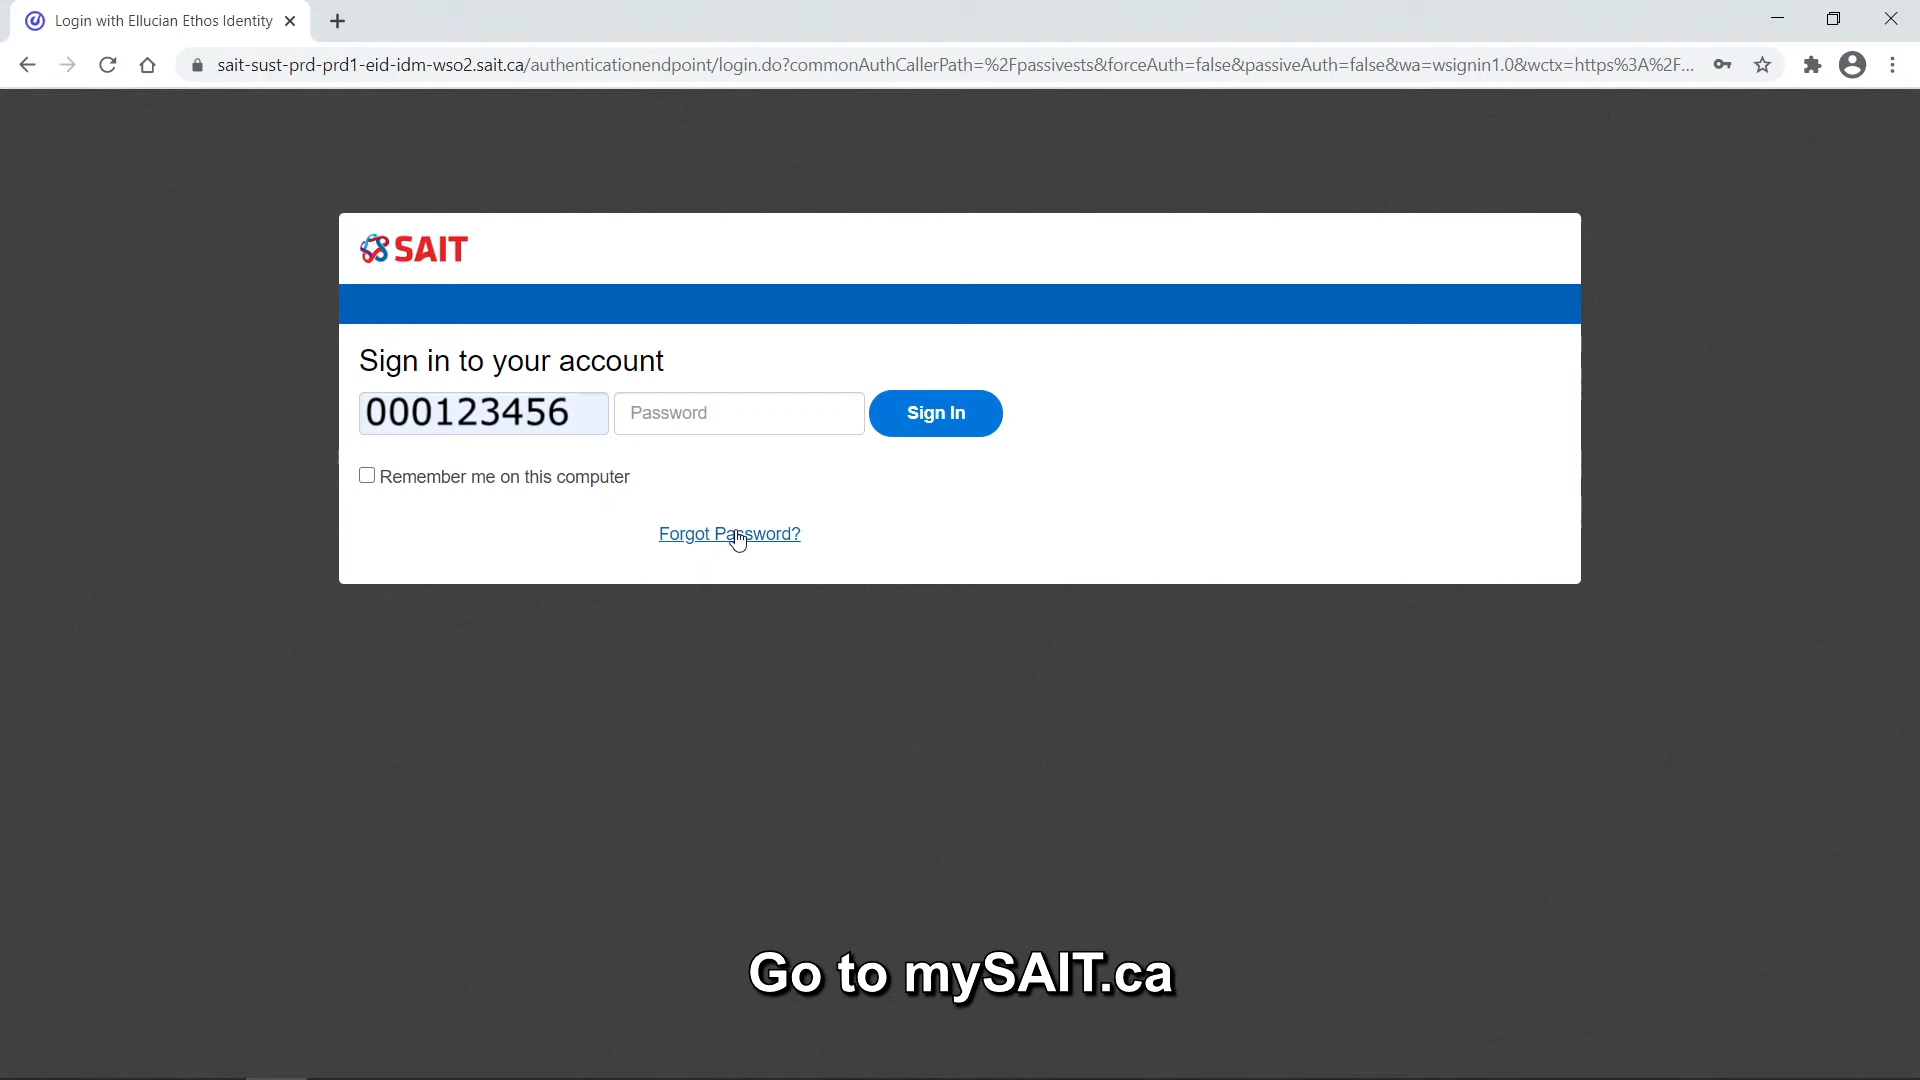 Login with Ellucian Ethos Identity
sait-sust-prd-prd1-eid-idm-wso2.sait.ca/authenticationendpoint/login.do?commonAuthCallerPath=%2Fpassivests&forceAuth=false&passiveAuth=false&wa=wsignin1.0&wctx=https%3A%2F...
SAIT
Sign in to your account
000123456 Password Sign In
Remember me on this computer
Forgot Password?
Go to mySAIT.ca